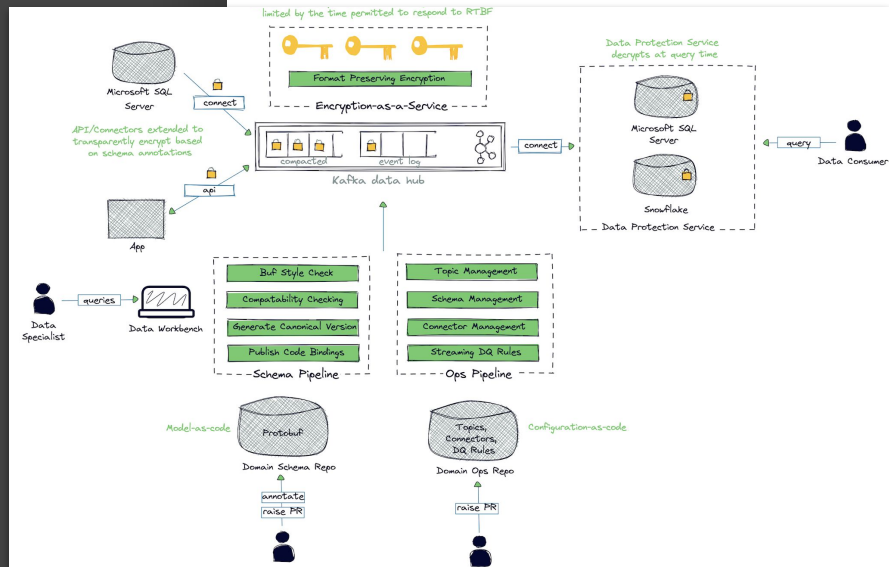 limited by the time permitted to respond to RTBF
Format Preserving Encryption
Encryption-as-a-Service
Microsoft SQL
Server
connect
API/Connectors extended to
transparently encrypt based
on schema annotations
api
App
compacted
event log
Kafka data hub
connect
Data Protection Service
decrypts at query time
Microsoft SQL
Server
Snowflake
Data Protection Service
query
Data Consumer
Data
Specialist
queries
Data Workbench
Buf Style Check
Compatability Checking
Generate Canonical Version
Publish Code Bindings
Schema Pipeline
Topic Management
Schema Management
Connector Management
Streaming DQ Rules
Ops Pipeline
Model-as-code
Protobuf
Domain Schema Repo
annotate
raise PR
Topics,
Connectors,
DQ Rules
Domain Ops Repo
Configuration-as-code
raise PR